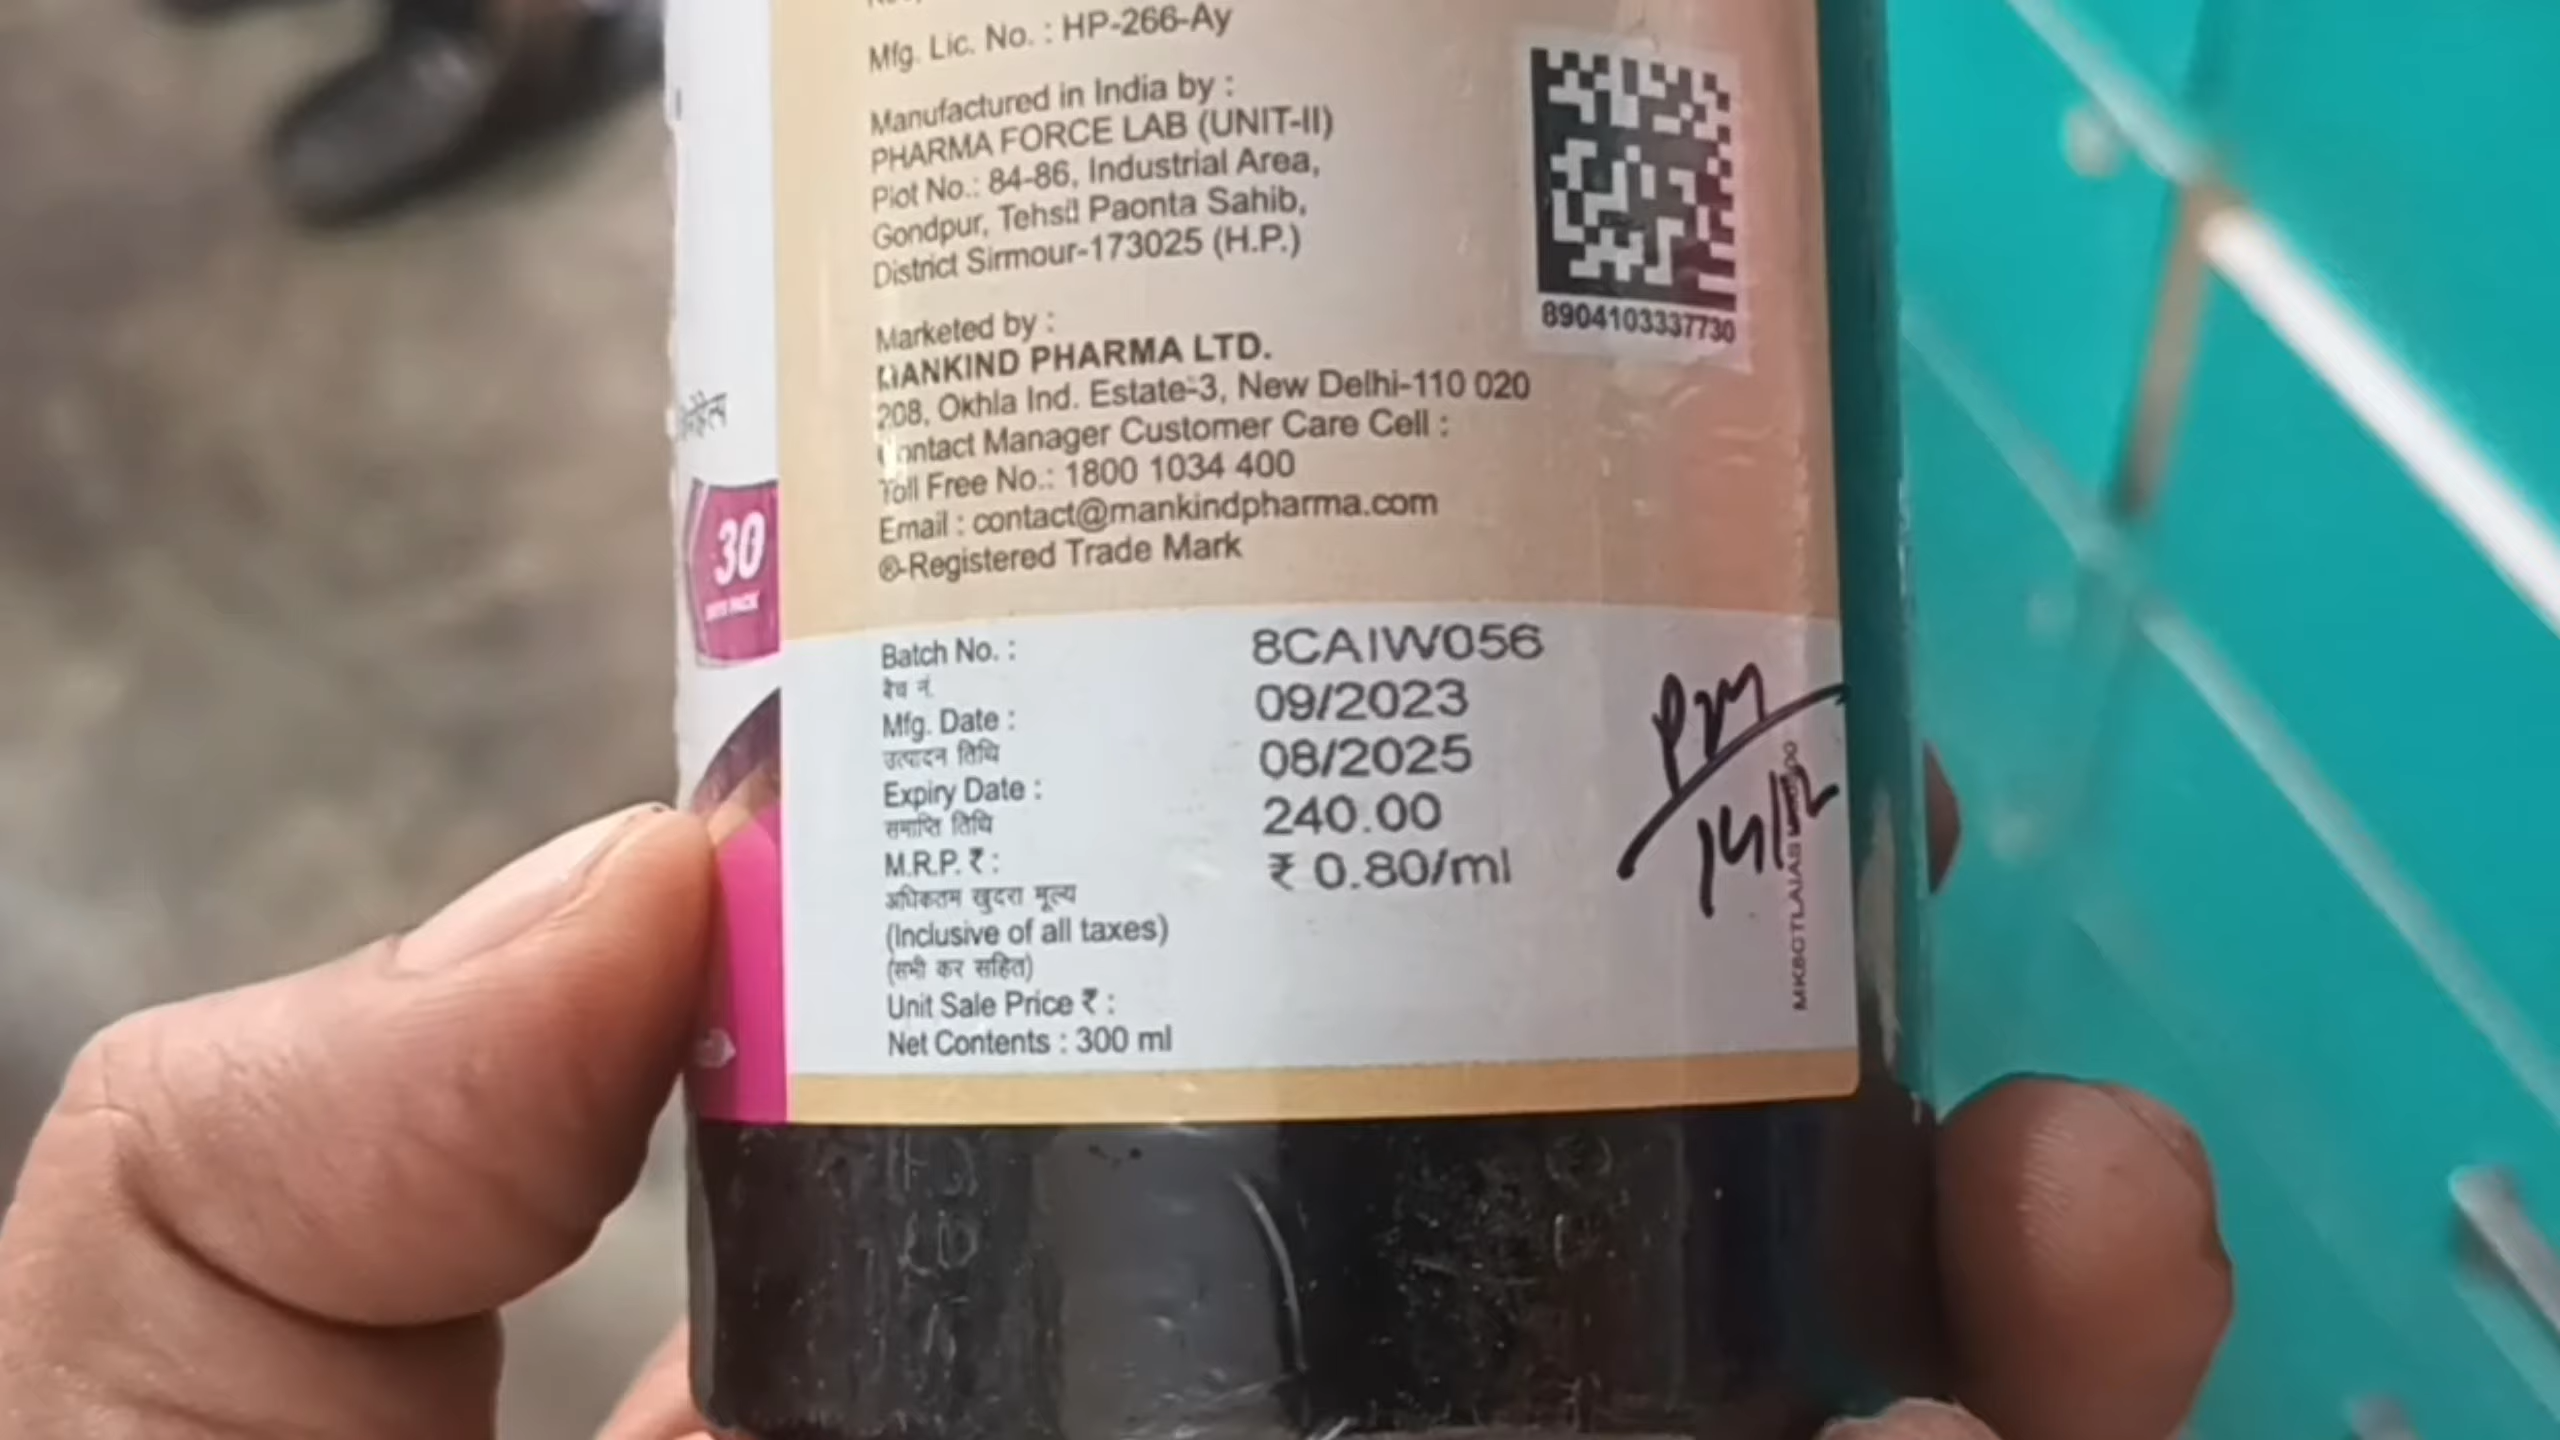 Mfg. Lic. No. : HP-266-Ay
Manufactured in India by :
PHARMA FORCE LAB (UNIT-II)
Plot No.: 84-86, Industrial Area,
Gondpur, Tehsil Paonta Sahib,
District Sirmour-173025 (H.P.)
8904103337730
Marketed by :
MANKIND PHARMA LTD.
208, Okhla Ind. Estate-3, New Delhi-110 020
Contact Manager Customer Care Cell :
Toll Free No.: 1800 1034 400
Email : contact@mankindpharma.com
®-Registered Trade Mark
30
Batch No. : 8CAIW056
बैच नं.
Mfg. Date : 09/2023
उत्पादन तिथि
Expiry Date : 08/2025
समाप्ति तिथि
M.R.P. ₹ : 240.00
अधिकतम खुदरा मूल्य
(Inclusive of all taxes)
(सभी कर सहित)
Unit Sale Price ₹ : ₹ 0.80/ml
Net Contents : 300 ml